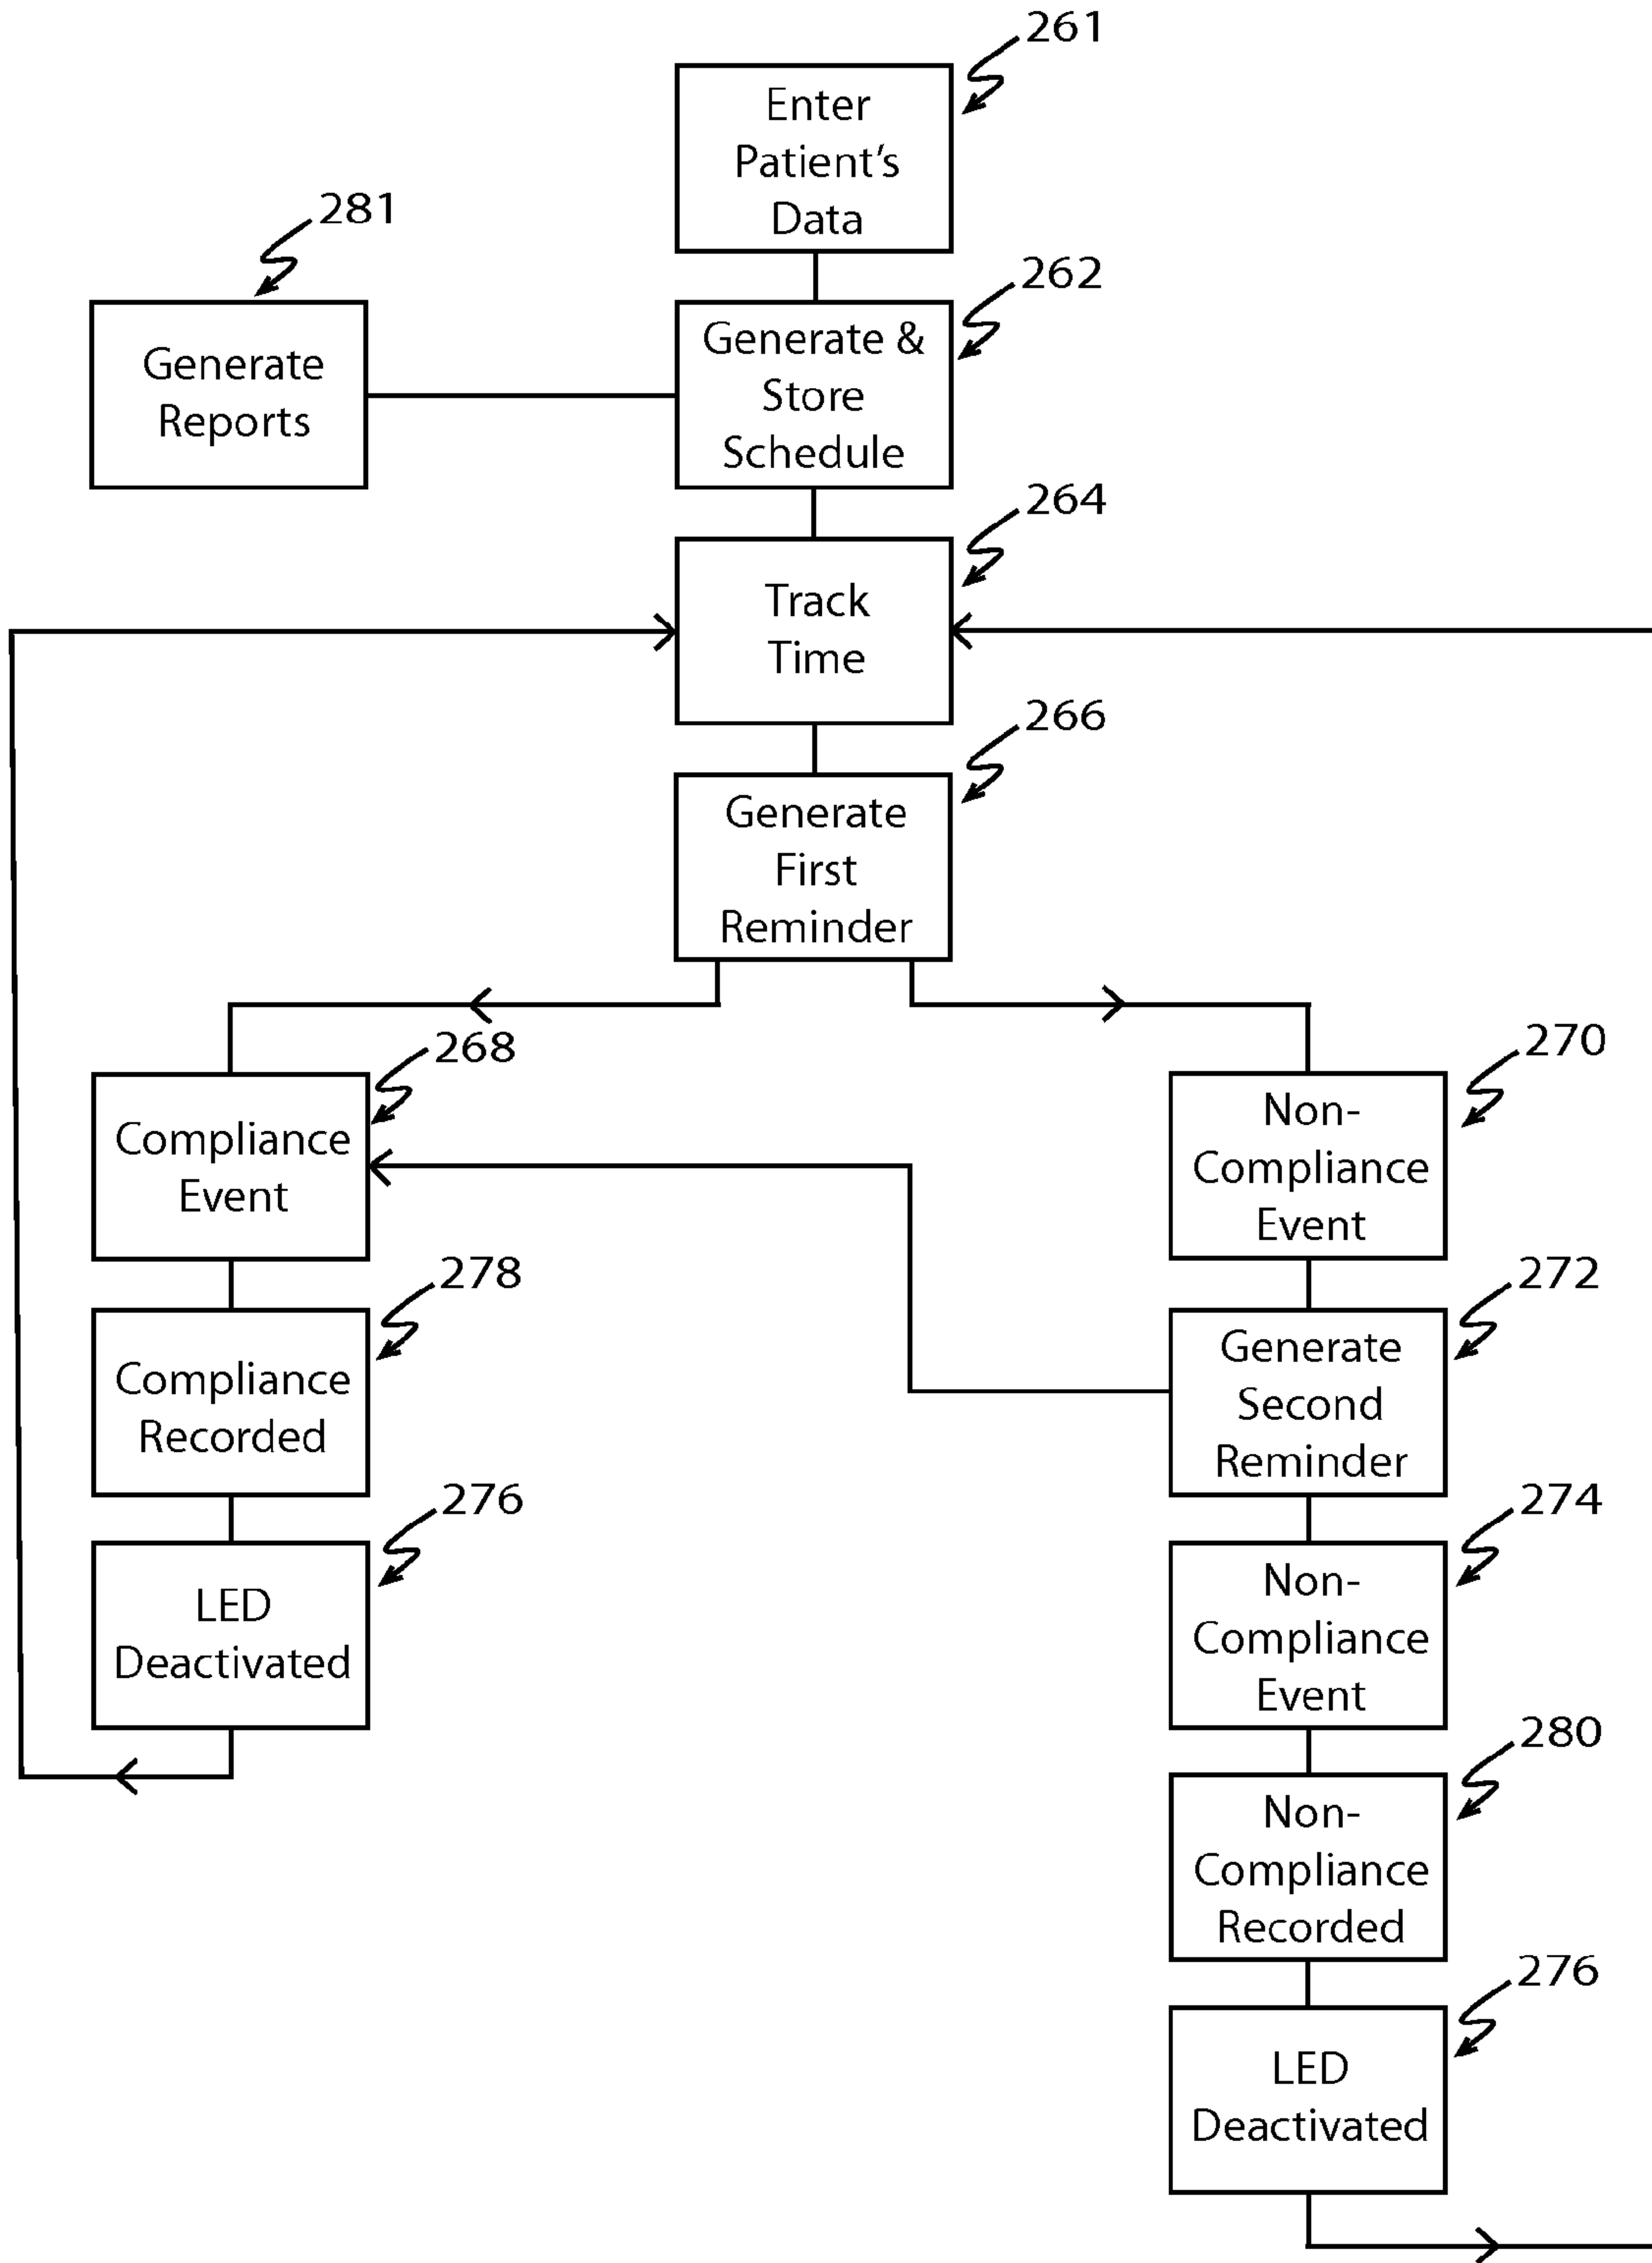 261
Enter
Patient's
Data
281
Generate
Reports
262
Generate &
Store
Schedule
264
Track
Time
266
Generate
First
Reminder
268
Compliance
Event
270
Non-
Compliance
Event
278
Compliance
Recorded
272
Generate
Second
Reminder
276
LED
Deactivated
274
Non-
Compliance
Event
280
Non-
Compliance
Recorded
276
LED
Deactivated